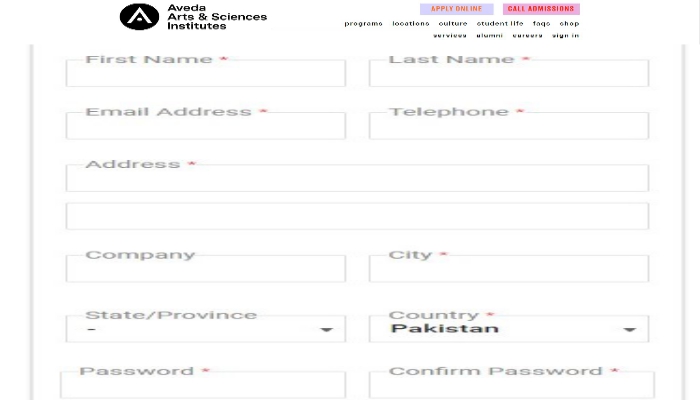 Aveda
Arts & Sciences
Institutes
APPLY ONLINE CALL ADMISSIONS
programs locations culture student life faqs shop
services alumni careers sign in
First Name * Last Name *
Email Address * Telephone *
Address *
Company City *
State/Province Country *
- Pakistan
Password * Confirm Password *